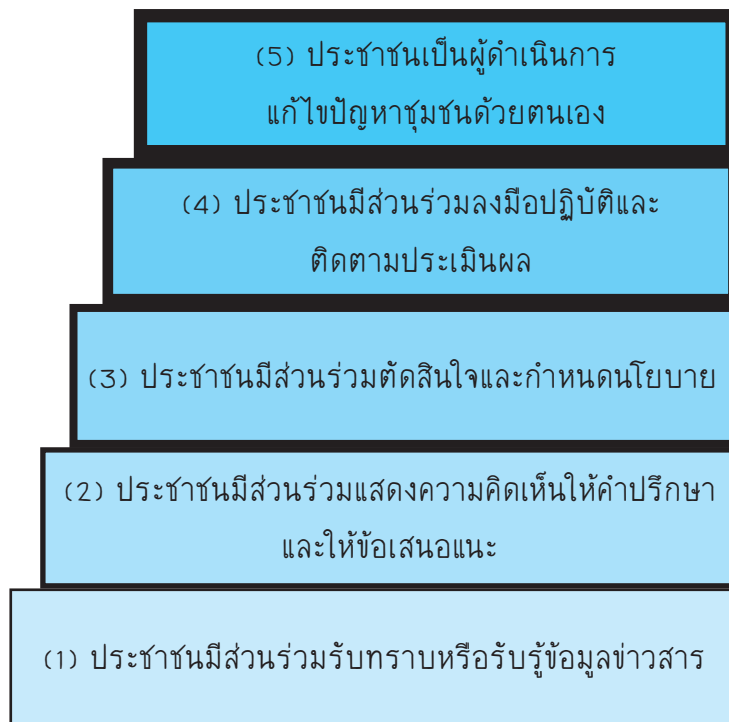 (5) ประชาชนเป็นผู้ดำเนินการ
แก้ไขปัญหาชุมชนด้วยตนเอง
(4) ประชาชนมีส่วนร่วมลงมือปฏิบัติและ
ติดตามประเมินผล
(3) ประชาชนมีส่วนร่วมตัดสินใจและกำหนดนโยบาย
(2) ประชาชนมีส่วนร่วมแสดงความคิดเห็นให้คำปรึกษา
และให้ข้อเสนอแนะ
(1) ประชาชนมีส่วนร่วมรับทราบหรือรับรู้ข้อมูลข่าวสาร